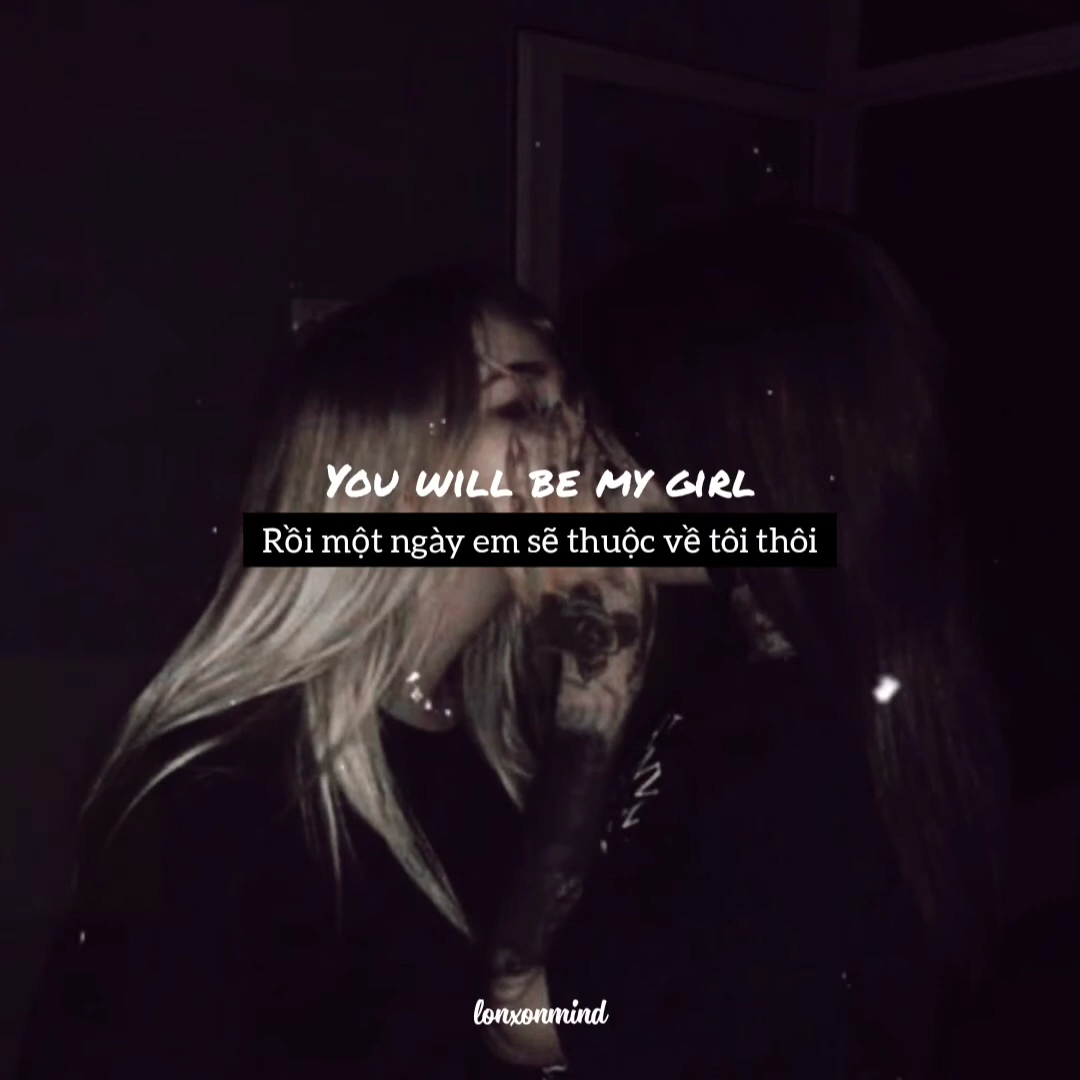 You will be my girl
Rồi một ngày em sẽ thuộc về tôi thôi
lonxonmind